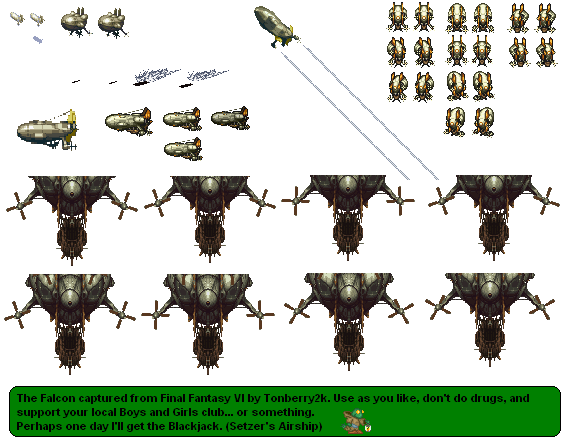 The Falcon captured from Final Fantasy VI by Tonberry2k. Use as you like, don't do drugs, and
support your local Boys and Girls club... or something.
Perhaps one day I'll get the Blackjack. (Setzer's Airship)